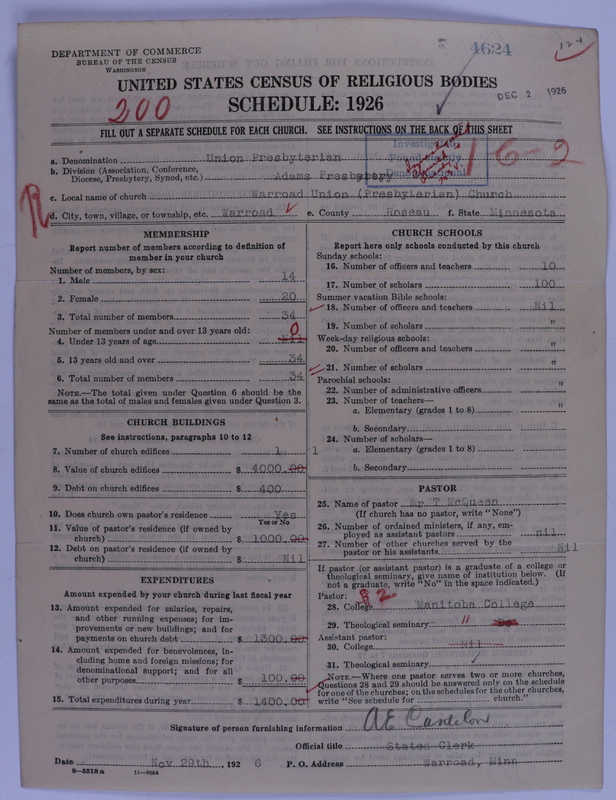 DEPARTMENT OF COMMERCE
BUREAU OF THE CENSUS
WASHINGTON
4624
124
DEC 2 1926
UNITED STATES CENSUS OF RELIGIOUS BODIES
200
SCHEDULE: 1926
FILL OUT A SEPARATE SCHEDULE FOR EACH CHURCH. SEE INSTRUCTIONS ON THE BACK OF THIS SHEET
16-2
a. Denomination Union Presbyterian
b. Division (Association, Conference, Diocese, Presbytery, Synod, etc.) Adams Presbytery
c. Local name of church Warroad Union (Presbyterian) Church
R
d. City, town, village, or township, etc. Warroad e. County Roseau f. State Minnesota
MEMBERSHIP
Report number of members according to definition of member in your church
Number of members, by sex:
1. Male 14
2. Female 20
3. Total number of members 34
Number of members under and over 13 years old:
4. Under 13 years of age Nil 0
5. 13 years old and over 34
6. Total number of members 34
NOTE.—The total given under Question 6 should be the same as the total of males and females given under Question 3.
CHURCH BUILDINGS
See instructions, paragraphs 10 to 12
7. Number of church edifices 1 1
8. Value of church edifices $ 4000.00
9. Debt on church edifices $ 400
10. Does church own pastor's residence Yes
Yes or No
11. Value of pastor's residence (if owned by church) $ 1000.00
12. Debt on pastor's residence (if owned by church) $ Nil
EXPENDITURES
Amount expended by your church during last fiscal year
13. Amount expended for salaries, repairs, and other running expenses; for improvements or new buildings; and for payments on church debt $ 1300.00
14. Amount expended for benevolences, including home and foreign missions; for denominational support; and for all other purposes $ 100.00
15. Total expenditures during year $ 1400.00
CHURCH SCHOOLS
Report here only schools conducted by this church
Sunday schools:
16. Number of officers and teachers 10
17. Number of scholars 100
Summer vacation Bible schools:
18. Number of officers and teachers Nil
19. Number of scholars "
Week-day religious schools:
20. Number of officers and teachers "
21. Number of scholars "
Parochial schools:
22. Number of administrative officers "
23. Number of teachers—
a. Elementary (grades 1 to 8) "
b. Secondary
24. Number of scholars—
a. Elementary (grades 1 to 8)
b. Secondary
PASTOR
25. Name of pastor Mr T McQueen
(If church has no pastor, write "None")
26. Number of ordained ministers, if any, employed as assistant pastors nil
27. Number of other churches served by the pastor or his assistants Nil
If pastor (or assistant pastor) is a graduate of a college or theological seminary, give name of institution below. (If not a graduate, write "No" in the space indicated.)
Pastor:
28. College Manitoba College
29. Theological seminary "
Assistant pastor:
30. College Nil
31. Theological seminary
NOTE.—Where one pastor serves two or more churches, Questions 28 and 29 should be answered only on the schedule for one of the churches; on the schedules for the other churches, write "See schedule for church."
Signature of person furnishing information A E Cantelon
Official title Stated Clerk
Date Nov 29th, 1926 P. O. Address Warroad, Minn
8—5518a 11—9024